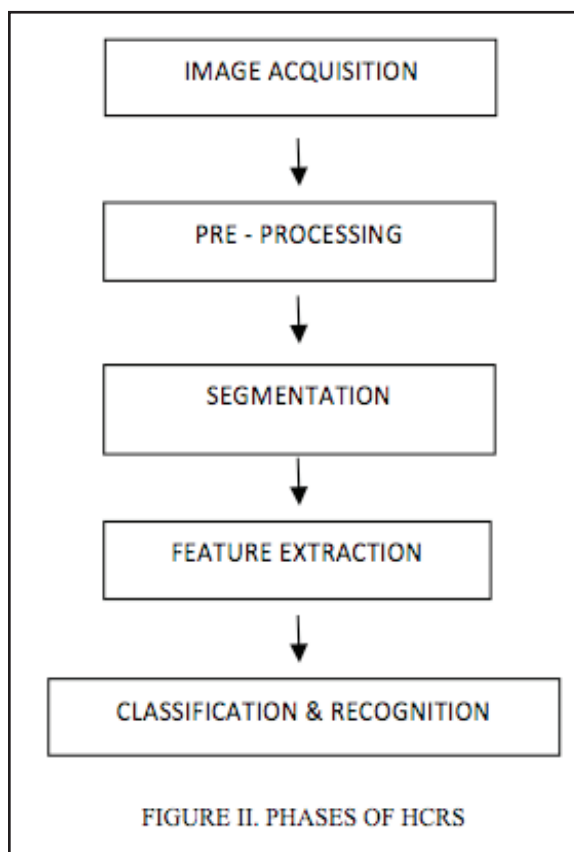 IMAGE ACQUISITION
PRE - PROCESSING
SEGMENTATION
FEATURE EXTRACTION
CLASSIFICATION & RECOGNITION
FIGURE II. PHASES OF HCRS